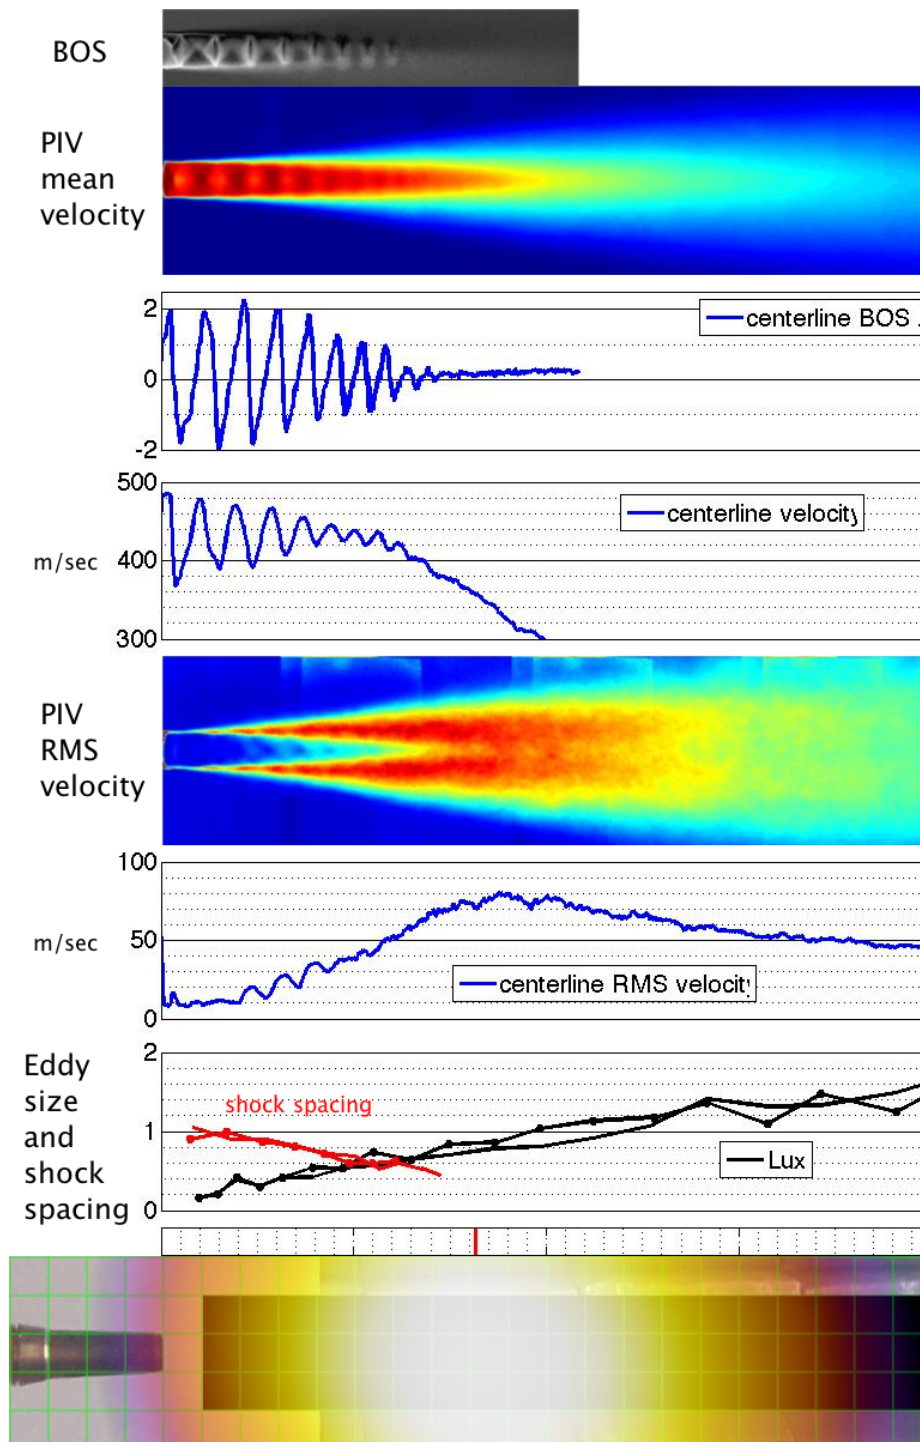 BOS
PIV
mean
velocity
2
0
-2
centerline BOS
500
400
300
m/sec
centerline velocity
PIV
RMS
velocity
100
50
0
m/sec
centerline RMS velocity
Eddy
size
and
shock
spacing
2
1
0
shock spacing
Lux